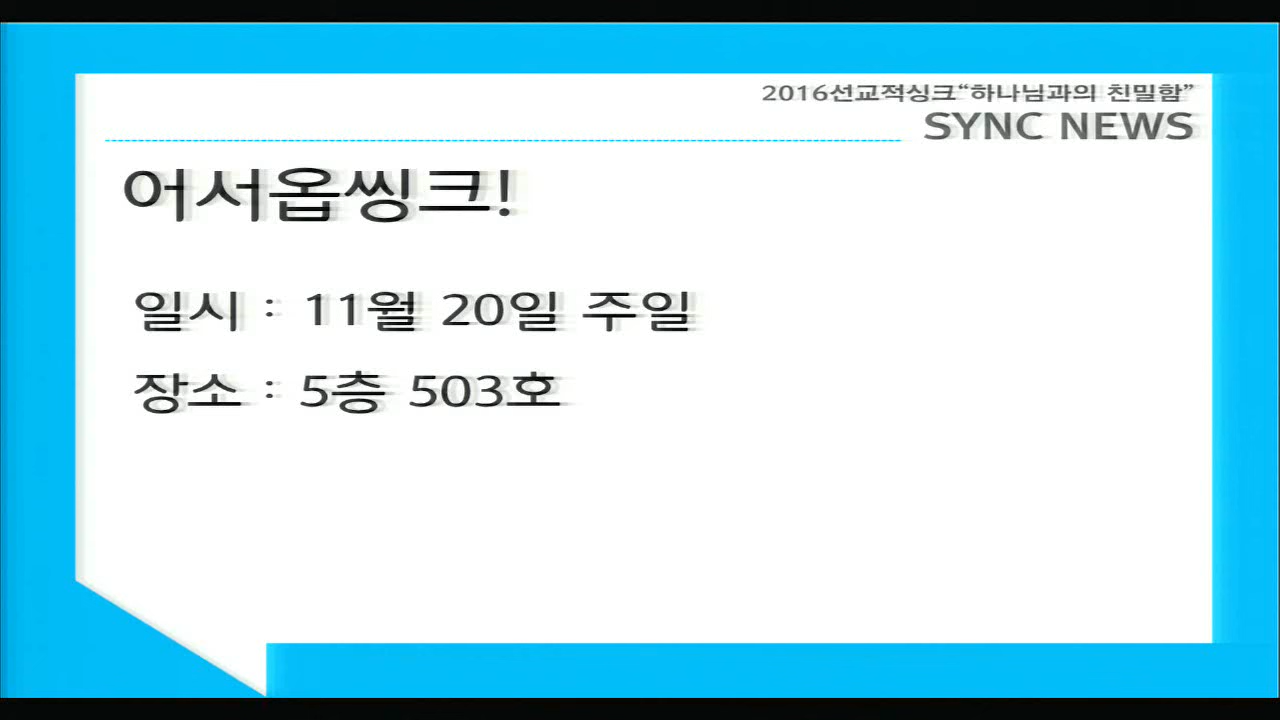 2016선교적싱크“하나님과의 친밀함”
SYNC NEWS
어서옵씽크!
일시 : 11월 20일 주일
장소 : 5층 503호